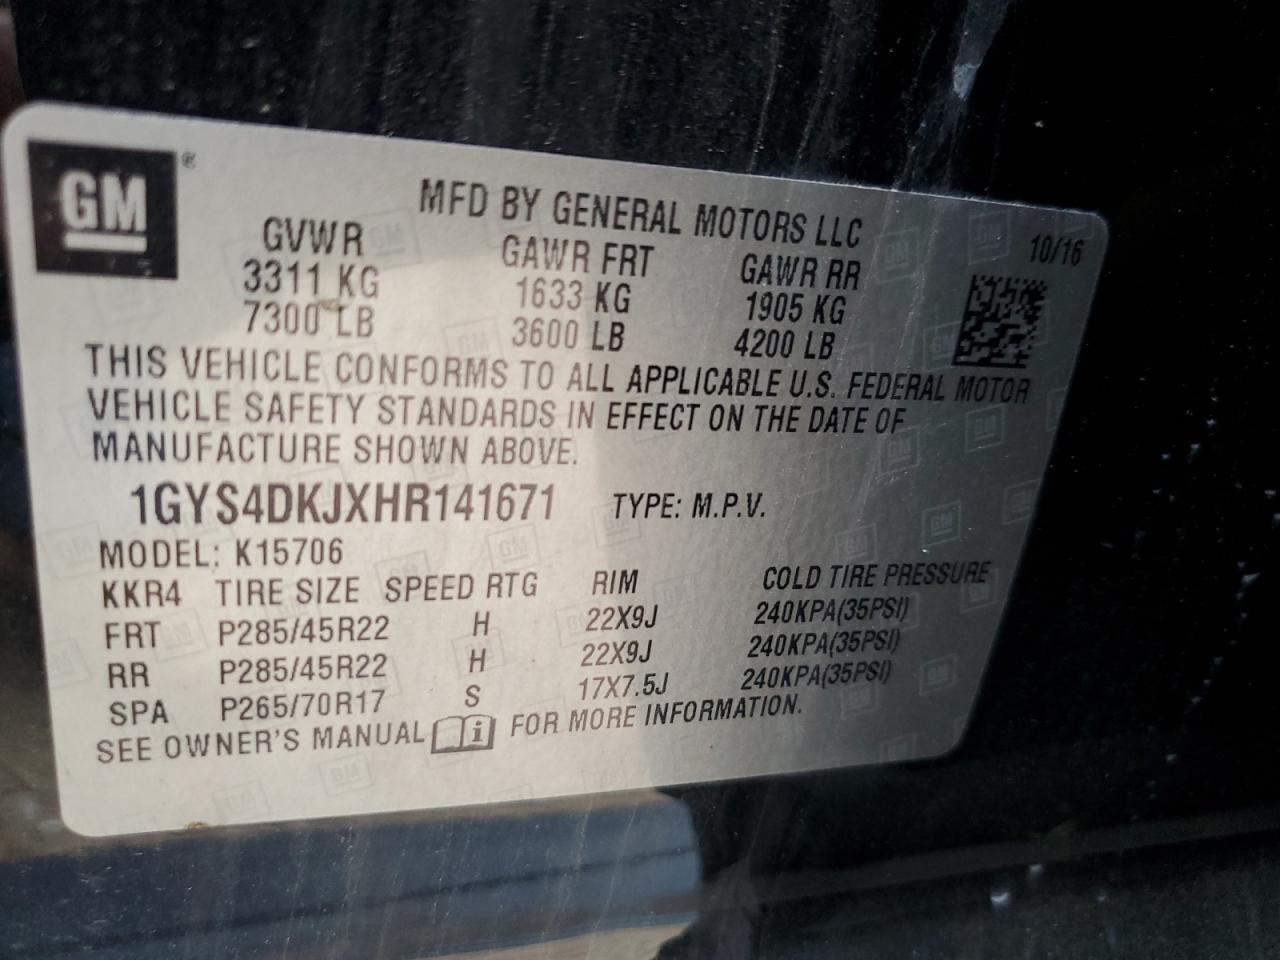 GM ®
MFD BY GENERAL MOTORS LLC
10/16
GVWR GAWR FRT GAWR RR
3311 KG 1633 KG 1905 KG
7300 LB 3600 LB 4200 LB
THIS VEHICLE CONFORMS TO ALL APPLICABLE U.S. FEDERAL MOTOR
VEHICLE SAFETY STANDARDS IN EFFECT ON THE DATE OF
MANUFACTURE SHOWN ABOVE.
1GYS4DKJXHR141671 TYPE: M.P.V.
MODEL: K15706
KKR4 TIRE SIZE SPEED RTG RIM COLD TIRE PRESSURE
FRT P285/45R22 H 22X9J 240KPA(35PSI)
RR P285/45R22 H 22X9J 240KPA(35PSI)
SPA P265/70R17 S 17X7.5J 240KPA(35PSI)
SEE OWNER'S MANUAL i FOR MORE INFORMATION.